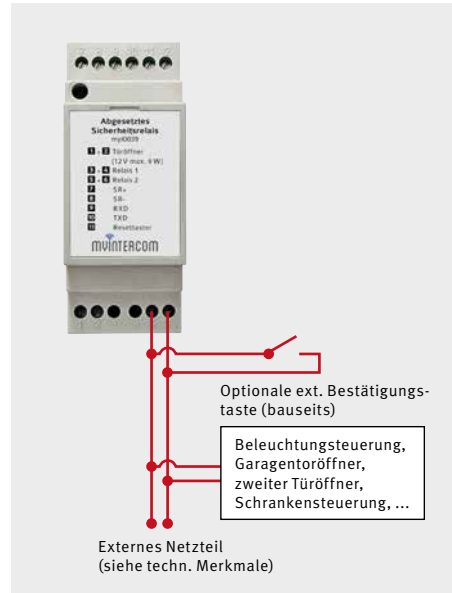 Abgesetztes
Sicherheitsrelais
myI0039
1 - 2 Türöffner
(12 V max. 6 W)
3 - 4 Relais 1
5 - 6 Relais 2
7 SR+
8 SR-
9 RXD
10 TXD
11 Resettaster
myINTERCOM
Optionale ext. Bestätigungs-
taste (bauseits)
Beleuchtungsteuerung,
Garagentoröffner,
zweiter Türöffner,
Schrankensteuerung, ...
Externes Netzteil
(siehe techn. Merkmale)